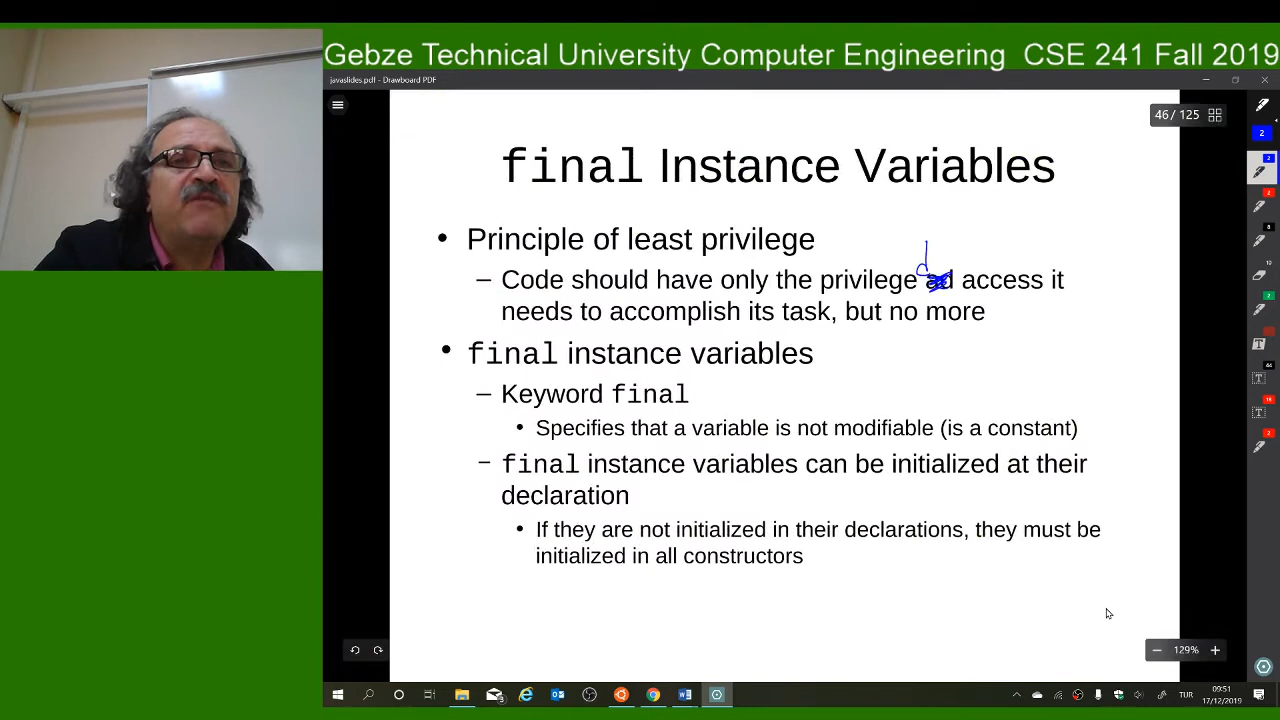 Gebze Technical University Computer Engineering CSE 241 Fall 2019
javaslides.pdf - Drawboard PDF
46 / 125
final Instance Variables
• Principle of least privilege
d
– Code should have only the privilege ad access it
needs to accomplish its task, but no more
• final instance variables
– Keyword final
• Specifies that a variable is not modifiable (is a constant)
– final instance variables can be initialized at their
declaration
• If they are not initialized in their declarations, they must be
initialized in all constructors
129%
TUR
09:51
17/12/2019